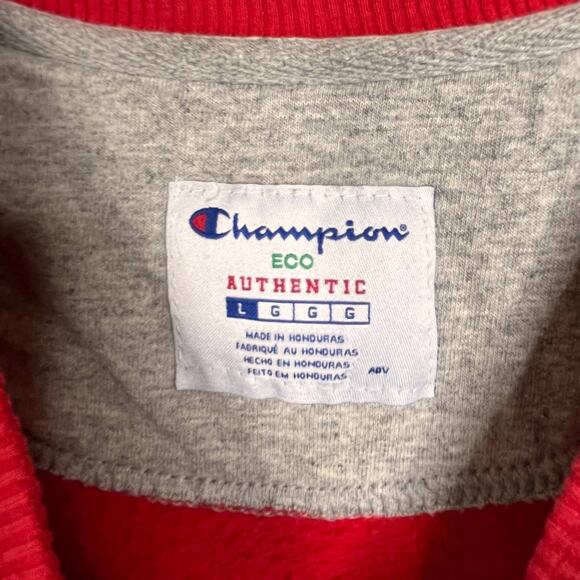 Champion®
ECO
AUTHENTIC
L G G G
MADE IN HONDURAS
FABRIQUÉ AU HONDURAS
HECHO EN HONDURAS
FEITO EM HONDURAS ADV